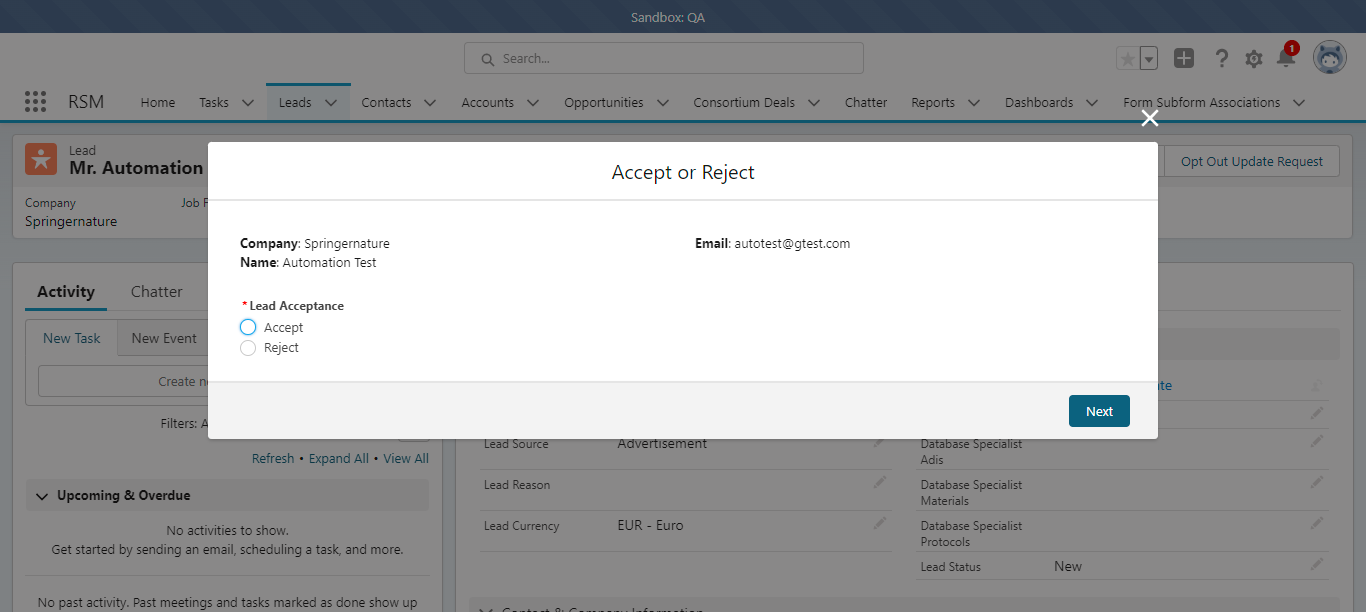 Sandbox: QA
Search...
1
RSM
Home
Tasks
Leads
Contacts
Accounts
Opportunities
Consortium Deals
Chatter
Reports
Dashboards
Form Subform Associations
Lead
Mr. Automation
Opt Out Update Request
Company
Job
Springernature
Accept or Reject
Company: Springernature
Name: Automation Test
Email: autotest@gtest.com
*Lead Acceptance
Accept
Reject
Next
Activity
Chatter
New Task
New Event
Create
Filters:
Refresh • Expand All • View All
Upcoming & Overdue
No activities to show.
Get started by sending an email, scheduling a task, and more.
No past activity. Past meetings and tasks marked as done show up
Lead Source
Advertisement
Lead Reason
Lead Currency
EUR - Euro
Database Specialist
Adis
Database Specialist
Materials
Database Specialist
Protocols
Lead Status
New
Contact & Company Information